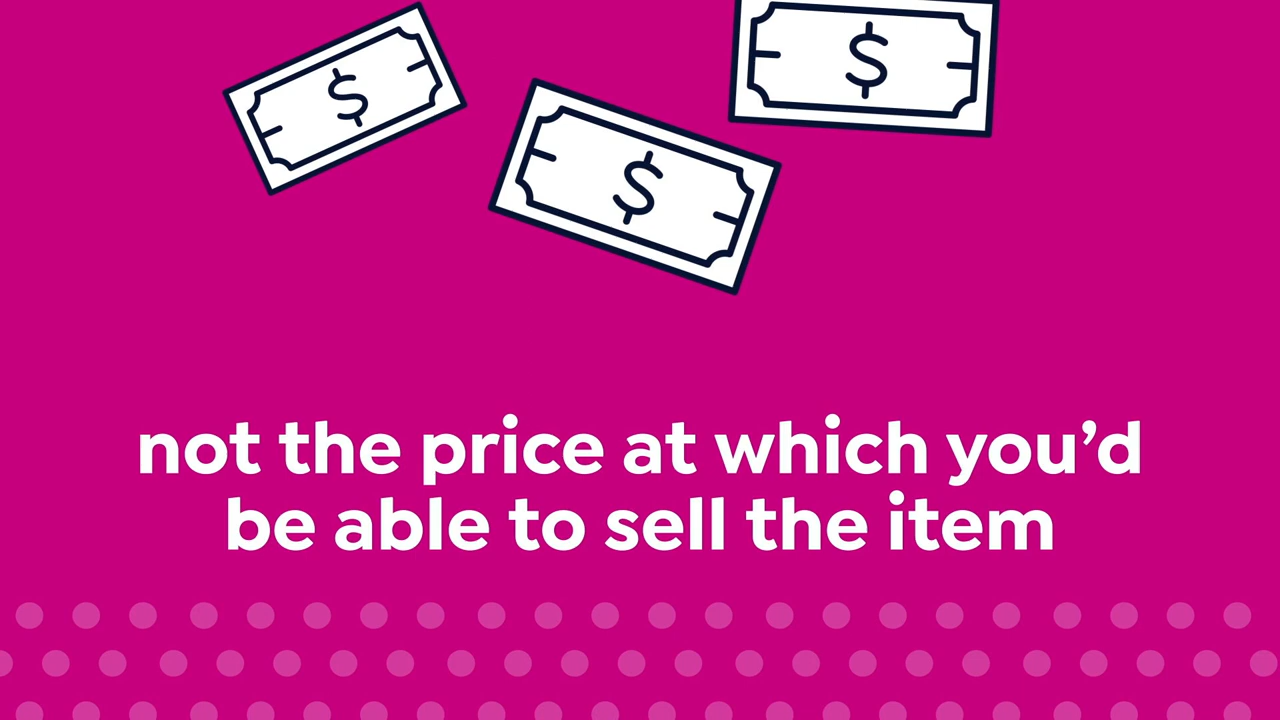 $
$
$
not the price at which you’d
be able to sell the item